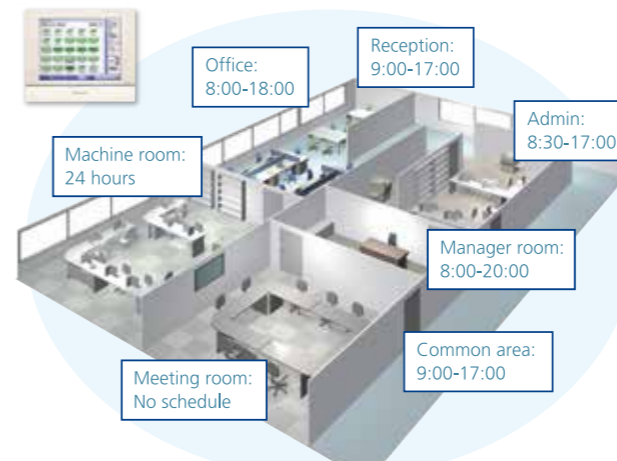 Reception:
9:00-17:00
Office:
8:00-18:00
Admin:
8:30-17:00
Machine room:
24 hours
Manager room:
8:00-20:00
Common area:
9:00-17:00
Meeting room:
No schedule